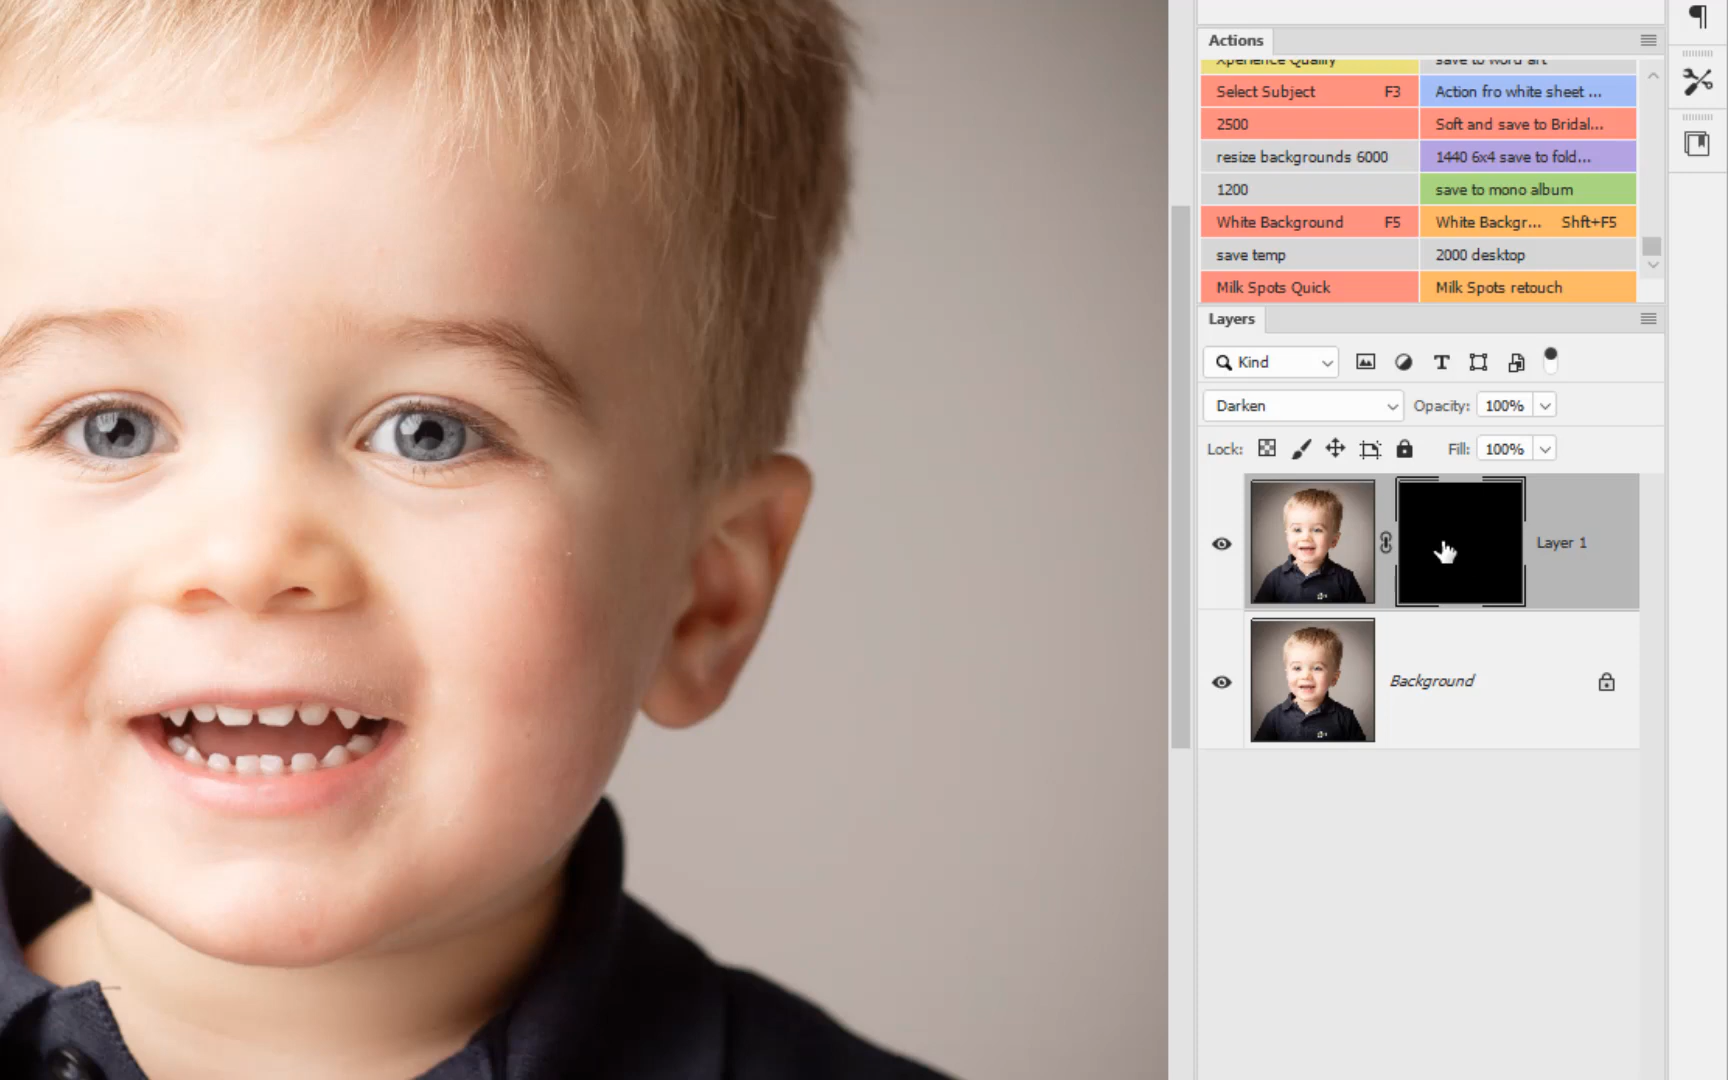 Actions
Xperience Quality
save to word art
Select Subject F3
Action fro white sheet ...
2500
Soft and save to Bridal...
resize backgrounds 6000
1440 6x4 save to fold...
1200
save to mono album
White Background F5
White Backgr... Shft+F5
save temp
2000 desktop
Milk Spots Quick
Milk Spots retouch
Layers
Kind
Darken
Opacity: 100%
Lock:
Fill: 100%
Layer 1
Background